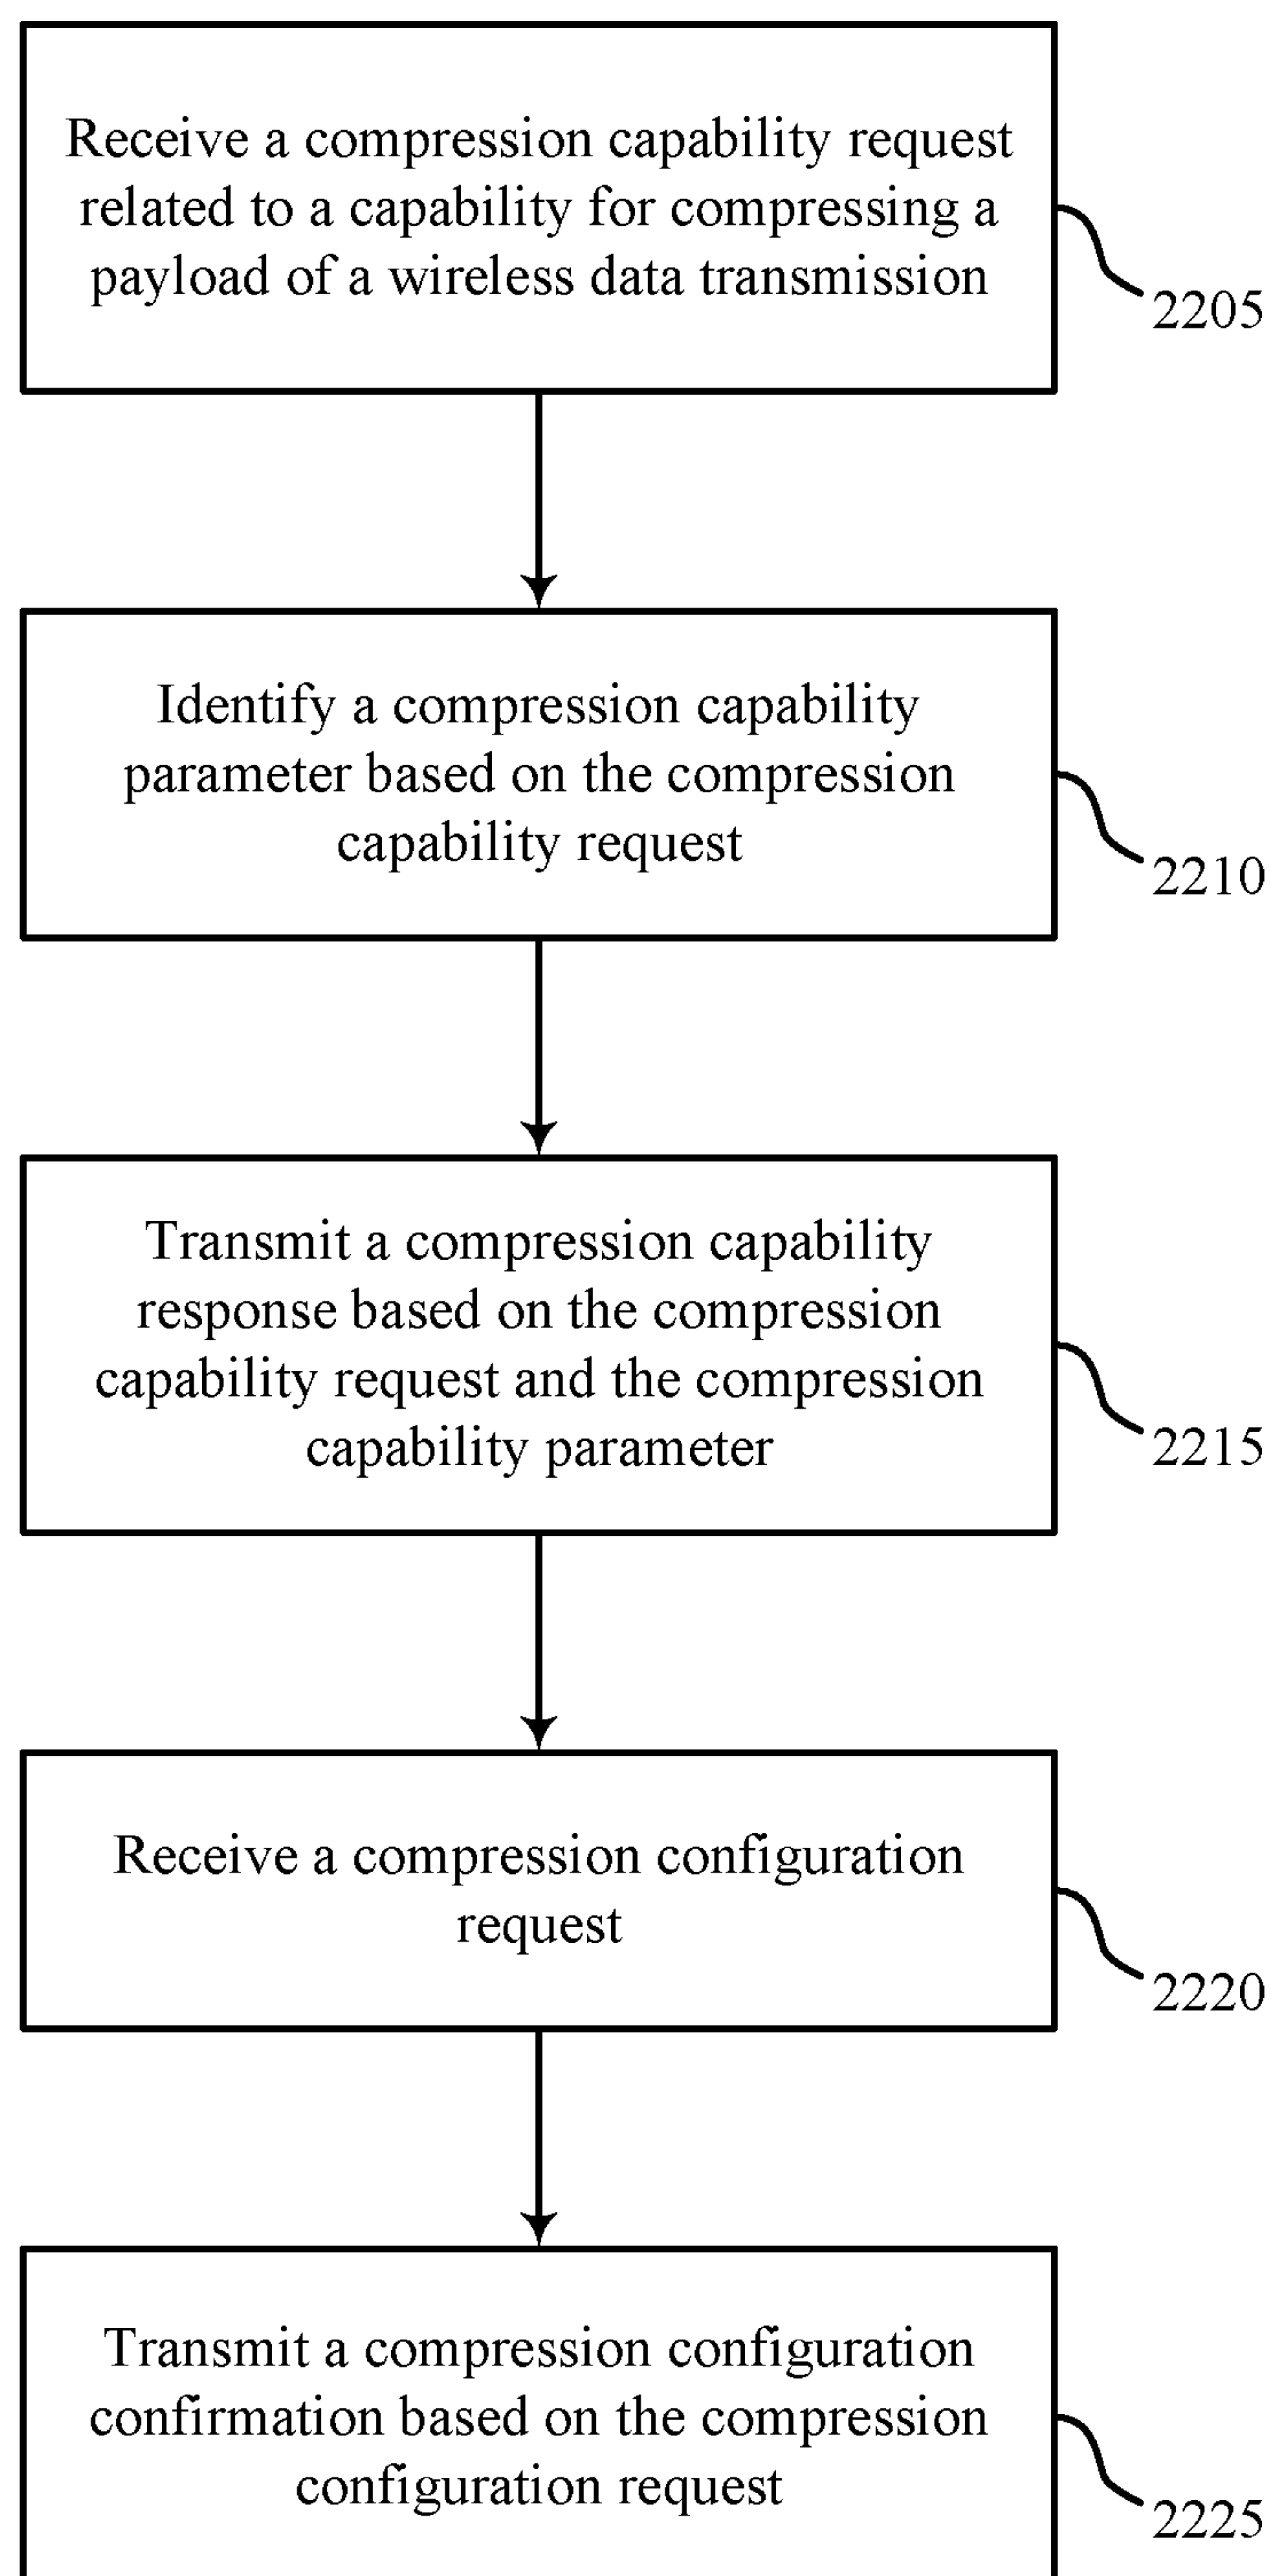 Receive a compression capability request
related to a capability for compressing a
payload of a wireless data transmission
2205
Identify a compression capability
parameter based on the compression
capability request
2210
Transmit a compression capability
response based on the compression
capability request and the compression
capability parameter
2215
Receive a compression configuration
request
2220
Transmit a compression configuration
confirmation based on the compression
configuration request
2225